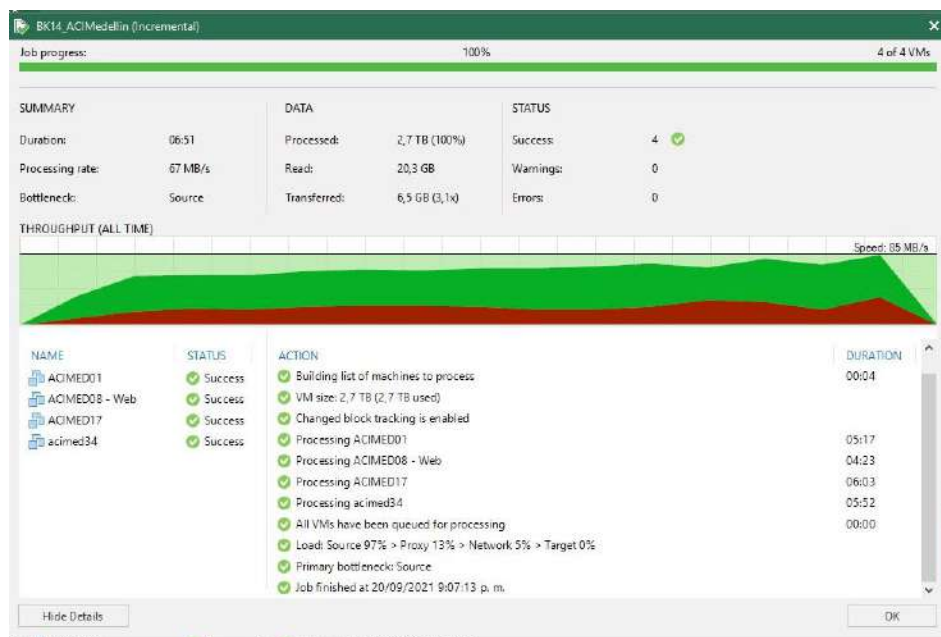 BK14_ACIMedellin (Incremental)
Job progress: 100% 4 of 4 VMs
SUMMARY DATA STATUS
Duration: 06:51 Processed: 2,7 TB (100%) Success: 4
Processing rate: 67 MB/s Read: 20,3 GB Warnings: 0
Bottleneck: Source Transferred: 6,5 GB (3,1x) Errors: 0
THROUGHPUT (ALL TIME)
Speed: 85 MB/s
NAME STATUS ACTION DURATION
ACIMED01 Success Building list of machines to process 00:04
ACIMED08 - Web Success VM size: 2,7 TB (2,7 TB used)
ACIMED17 Success Changed block tracking is enabled
acimed34 Success Processing ACIMED01 05:17
Processing ACIMED08 - Web 04:23
Processing ACIMED17 06:03
Processing acimed34 05:52
All VMs have been queued for processing 00:00
Load: Source 97% > Proxy 13% > Network 5% > Target 0%
Primary bottleneck: Source
Job finished at 20/09/2021 9:07:13 p. m.
Hide Details OK